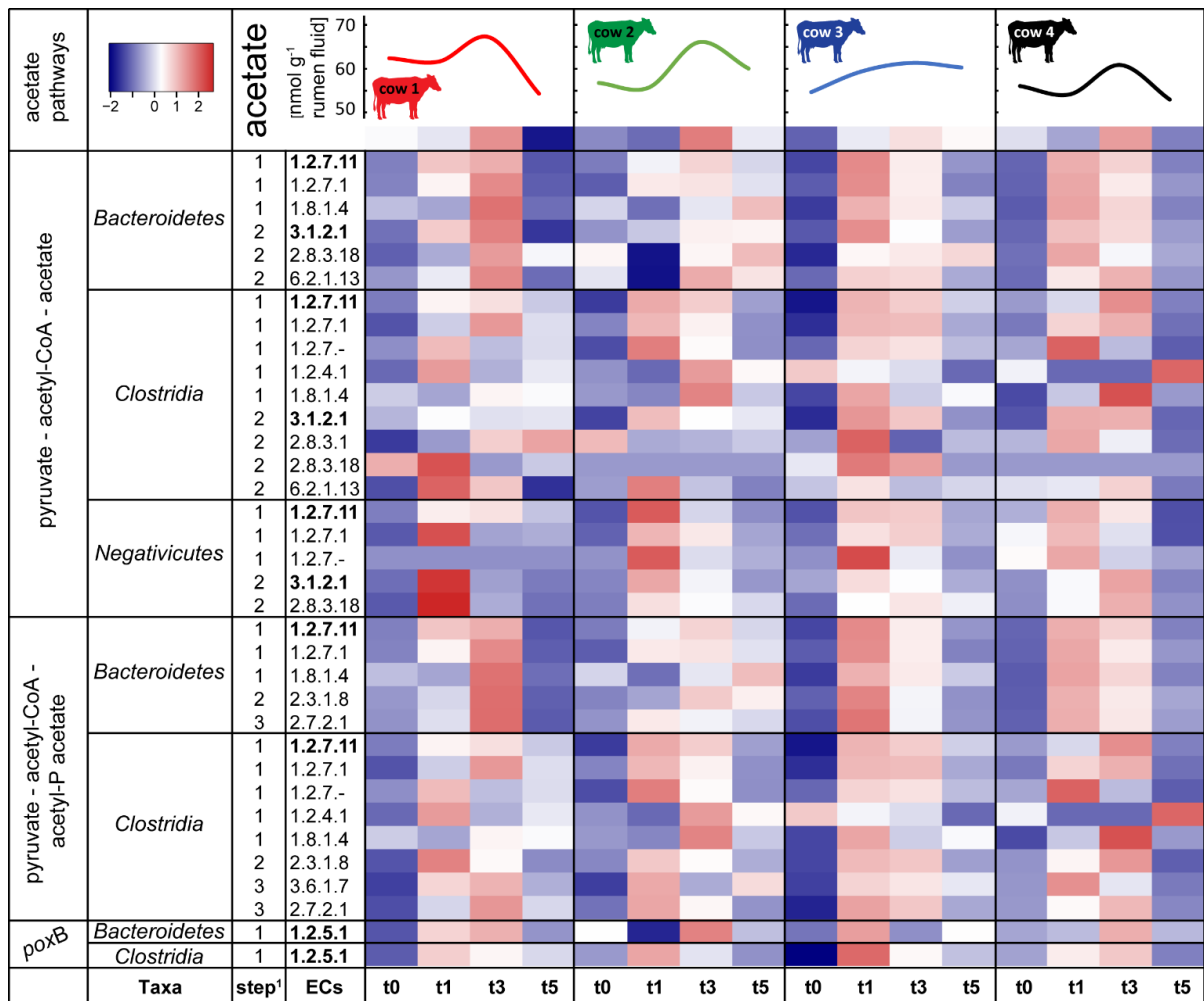 acetate
pathways
-2 0 1 2
acetate
[nmol g-1
rumen fluid]
70
60
50
cow 1
cow 2
cow 3
cow 4
pyruvate - acetyl-CoA - acetate
Bacteroidetes
1 1.2.7.11
1 1.2.7.1
1 1.8.1.4
2 3.1.2.1
2 2.8.3.18
2 6.2.1.13
Clostridia
1 1.2.7.11
1 1.2.7.1
1 1.2.7.-
1 1.2.4.1
1 1.8.1.4
2 3.1.2.1
2 2.8.3.1
2 2.8.3.18
2 6.2.1.13
Negativicutes
1 1.2.7.11
1 1.2.7.1
1 1.2.7.-
2 3.1.2.1
2 2.8.3.18
pyruvate - acetyl-CoA -
acetyl-P acetate
Bacteroidetes
1 1.2.7.11
1 1.2.7.1
1 1.8.1.4
2 2.3.1.8
3 2.7.2.1
Clostridia
1 1.2.7.11
1 1.2.7.1
1 1.2.7.-
1 1.2.4.1
1 1.8.1.4
2 2.3.1.8
3 3.6.1.7
3 2.7.2.1
poxB
Bacteroidetes 1 1.2.5.1
Clostridia 1 1.2.5.1
Taxa step1 ECs t0 t1 t3 t5 t0 t1 t3 t5 t0 t1 t3 t5 t0 t1 t3 t5